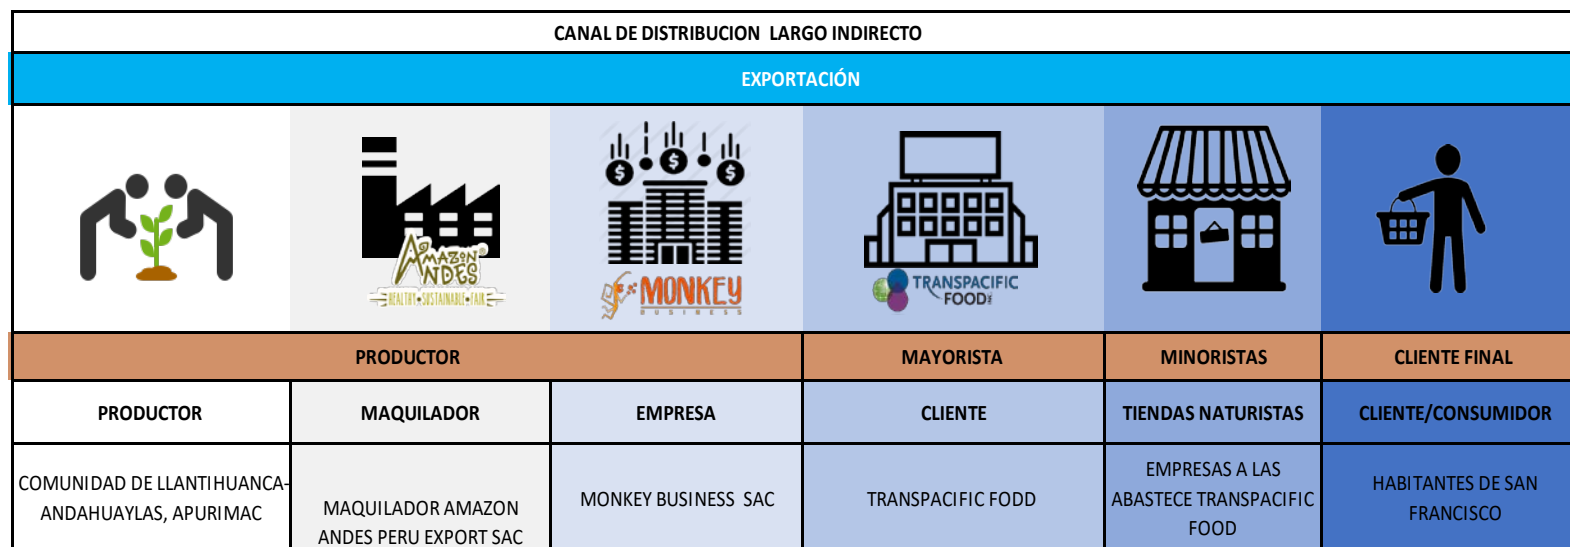 CANAL DE DISTRIBUCION LARGO INDIRECTO
EXPORTACIÓN
AMAZON
ANDES
HEALTHY•SUSTAINABLE•FAIR
MONKEY
BUSINESS
TRANSPACIFIC
FOOD
PRODUCTOR
MAYORISTA
MINORISTAS
CLIENTE FINAL
PRODUCTOR
MAQUILADOR
EMPRESA
CLIENTE
TIENDAS NATURISTAS
CLIENTE/CONSUMIDOR
COMUNIDAD DE LLANTIHUANCA-
ANDAHUAYLAS, APURIMAC
MAQUILADOR AMAZON
ANDES PERU EXPORT SAC
MONKEY BUSINESS SAC
TRANSPACIFIC FODD
EMPRESAS A LAS
ABASTECE TRANSPACIFIC
FOOD
HABITANTES DE SAN
FRANCISCO